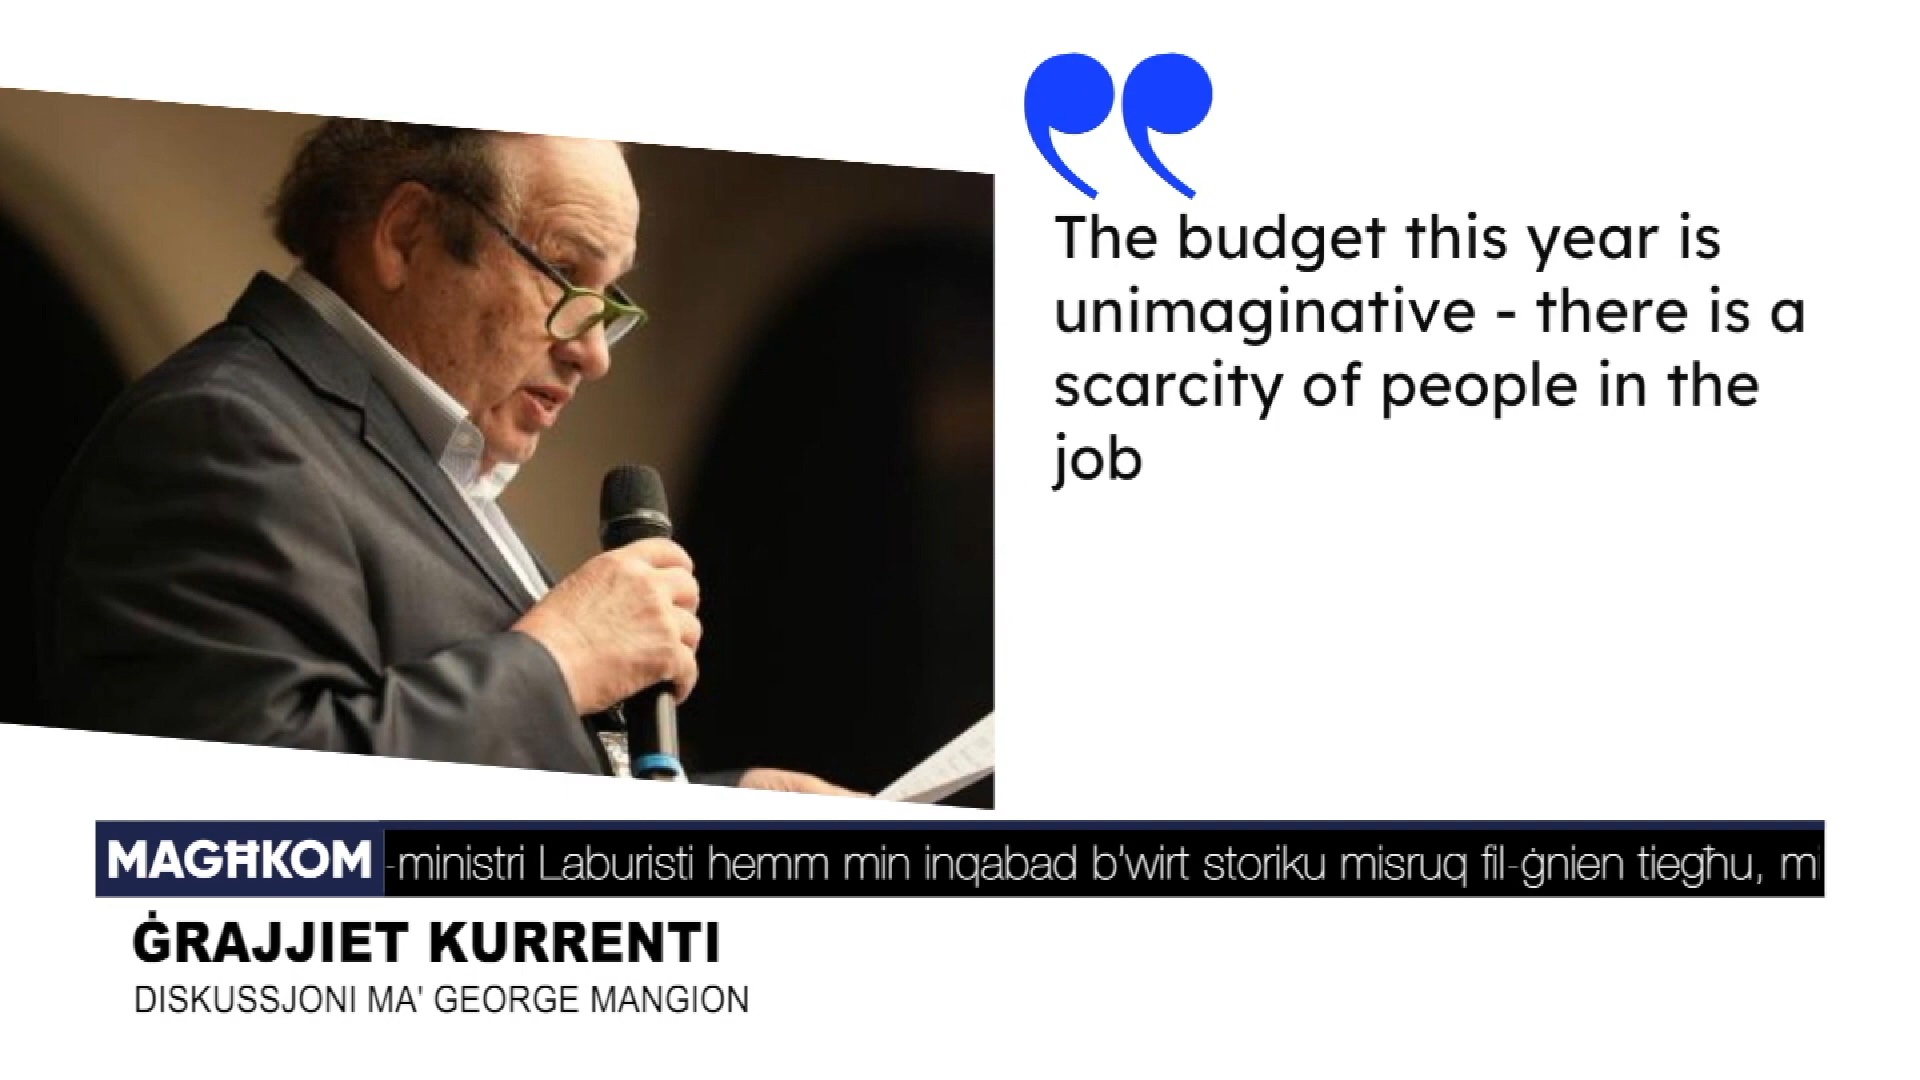 The budget this year is
unimaginative - there is a
scarcity of people in the
job
MAGĦKOM
-ministri Laburisti hemm min inqabad b'wirt storiku misruq fil-ġnien tiegħu, m
ĠRAJJIET KURRENTI
DISKUSSJONI MA' GEORGE MANGION